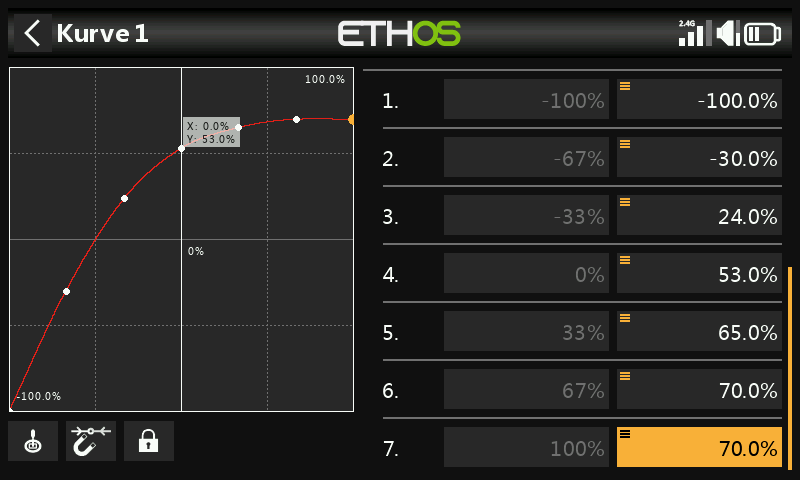 Kurve 1
ETHOS
2.4G
100.0%
X: 0.0%
Y: 53.0%
0%
-100.0%
1. -100% -100.0%
2. -67% -30.0%
3. -33% 24.0%
4. 0% 53.0%
5. 33% 65.0%
6. 67% 70.0%
7. 100% 70.0%